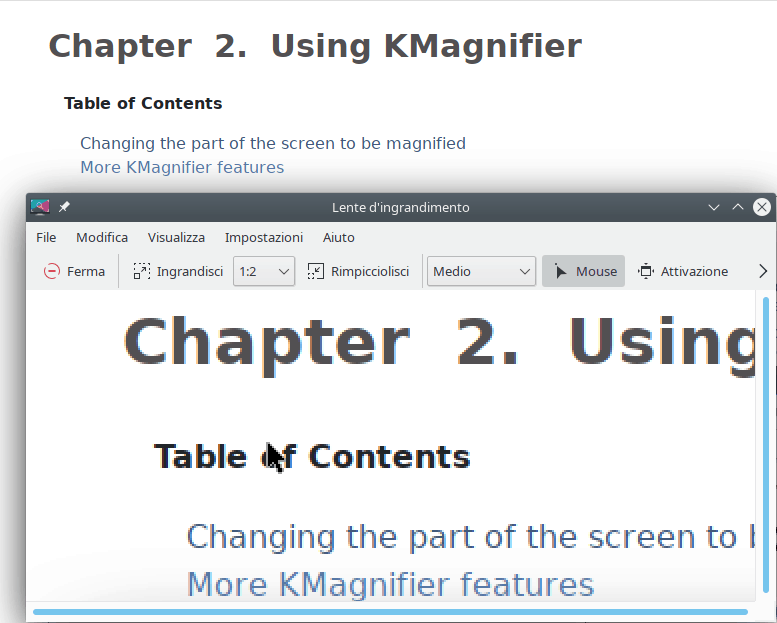 Chapter 2. Using KMagnifier
Table of Contents
Changing the part of the screen to be magnified
More KMagnifier features
Lente d'ingrandimento
File Modifica Visualizza Impostazioni Aiuto
Ferma Ingrandisci 1:2 Rimpicciolisci Medio Mouse Attivazione
Chapter 2. Using
Table of Contents
Changing the part of the screen to
More KMagnifier features